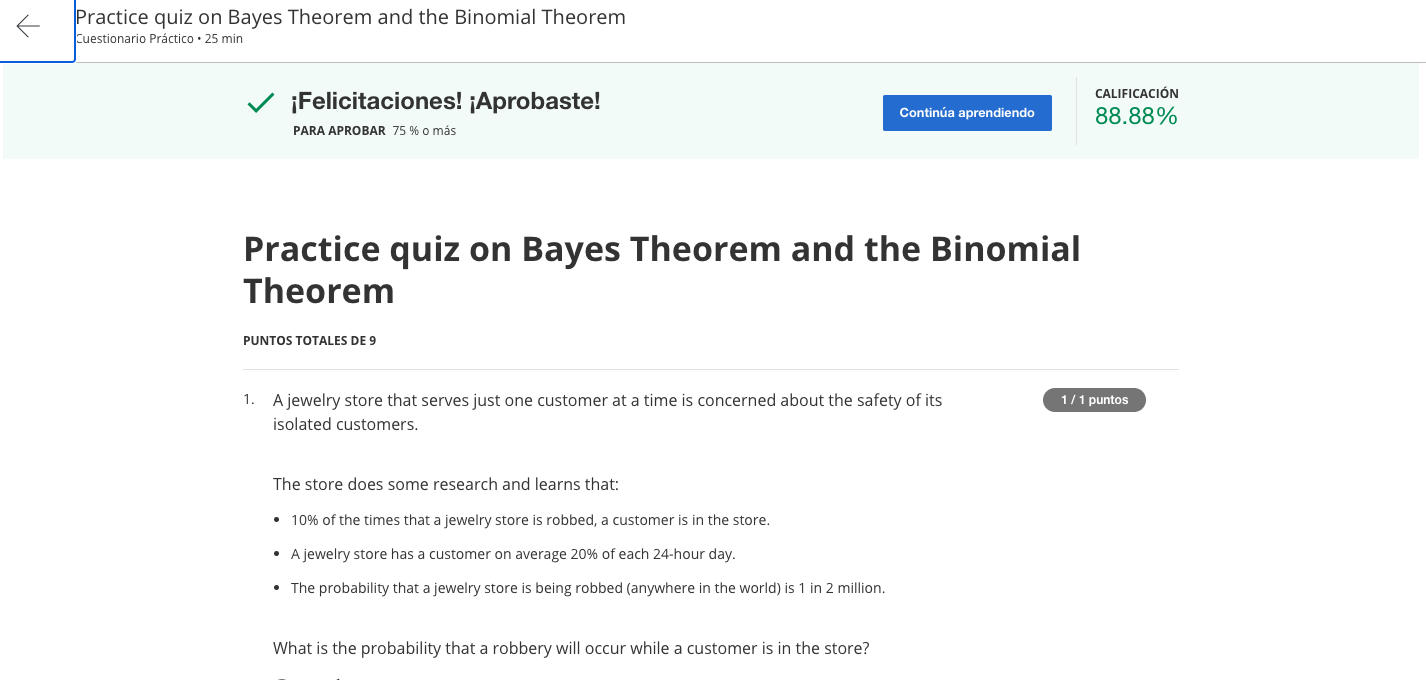 Practice quiz on Bayes Theorem and the Binomial Theorem
Cuestionario Práctico • 25 min
¡Felicitaciones! ¡Aprobaste!
PARA APROBAR 75 % o más
Continúa aprendiendo
CALIFICACIÓN
88.88%
Practice quiz on Bayes Theorem and the Binomial
Theorem
PUNTOS TOTALES DE 9
1. A jewelry store that serves just one customer at a time is concerned about the safety of its
isolated customers.
1 / 1 puntos
The store does some research and learns that:
• 10% of the times that a jewelry store is robbed, a customer is in the store.
• A jewelry store has a customer on average 20% of each 24-hour day.
• The probability that a jewelry store is being robbed (anywhere in the world) is 1 in 2 million.
What is the probability that a robbery will occur while a customer is in the store?